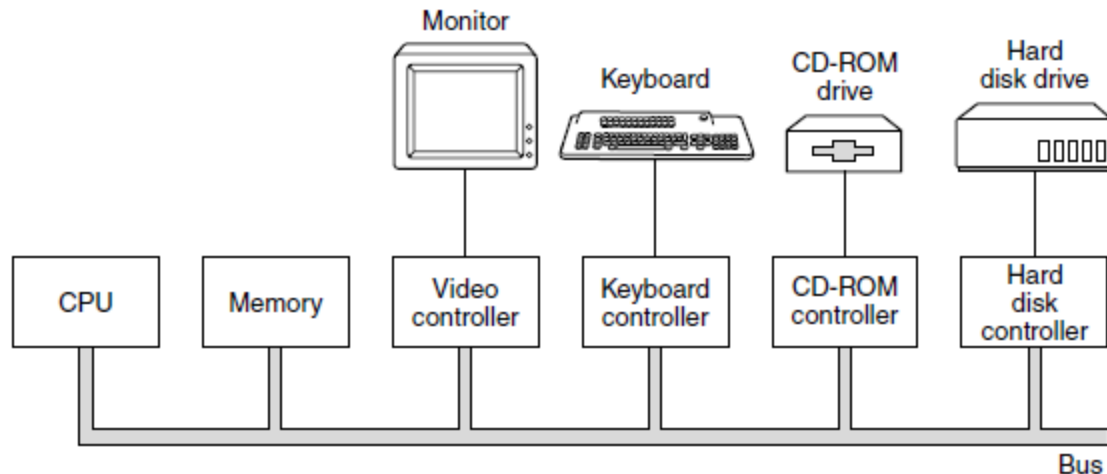 Monitor
Keyboard
CD-ROM
drive
Hard
disk drive
CPU
Memory
Video
controller
Keyboard
controller
CD-ROM
controller
Hard
disk
controller
Bus